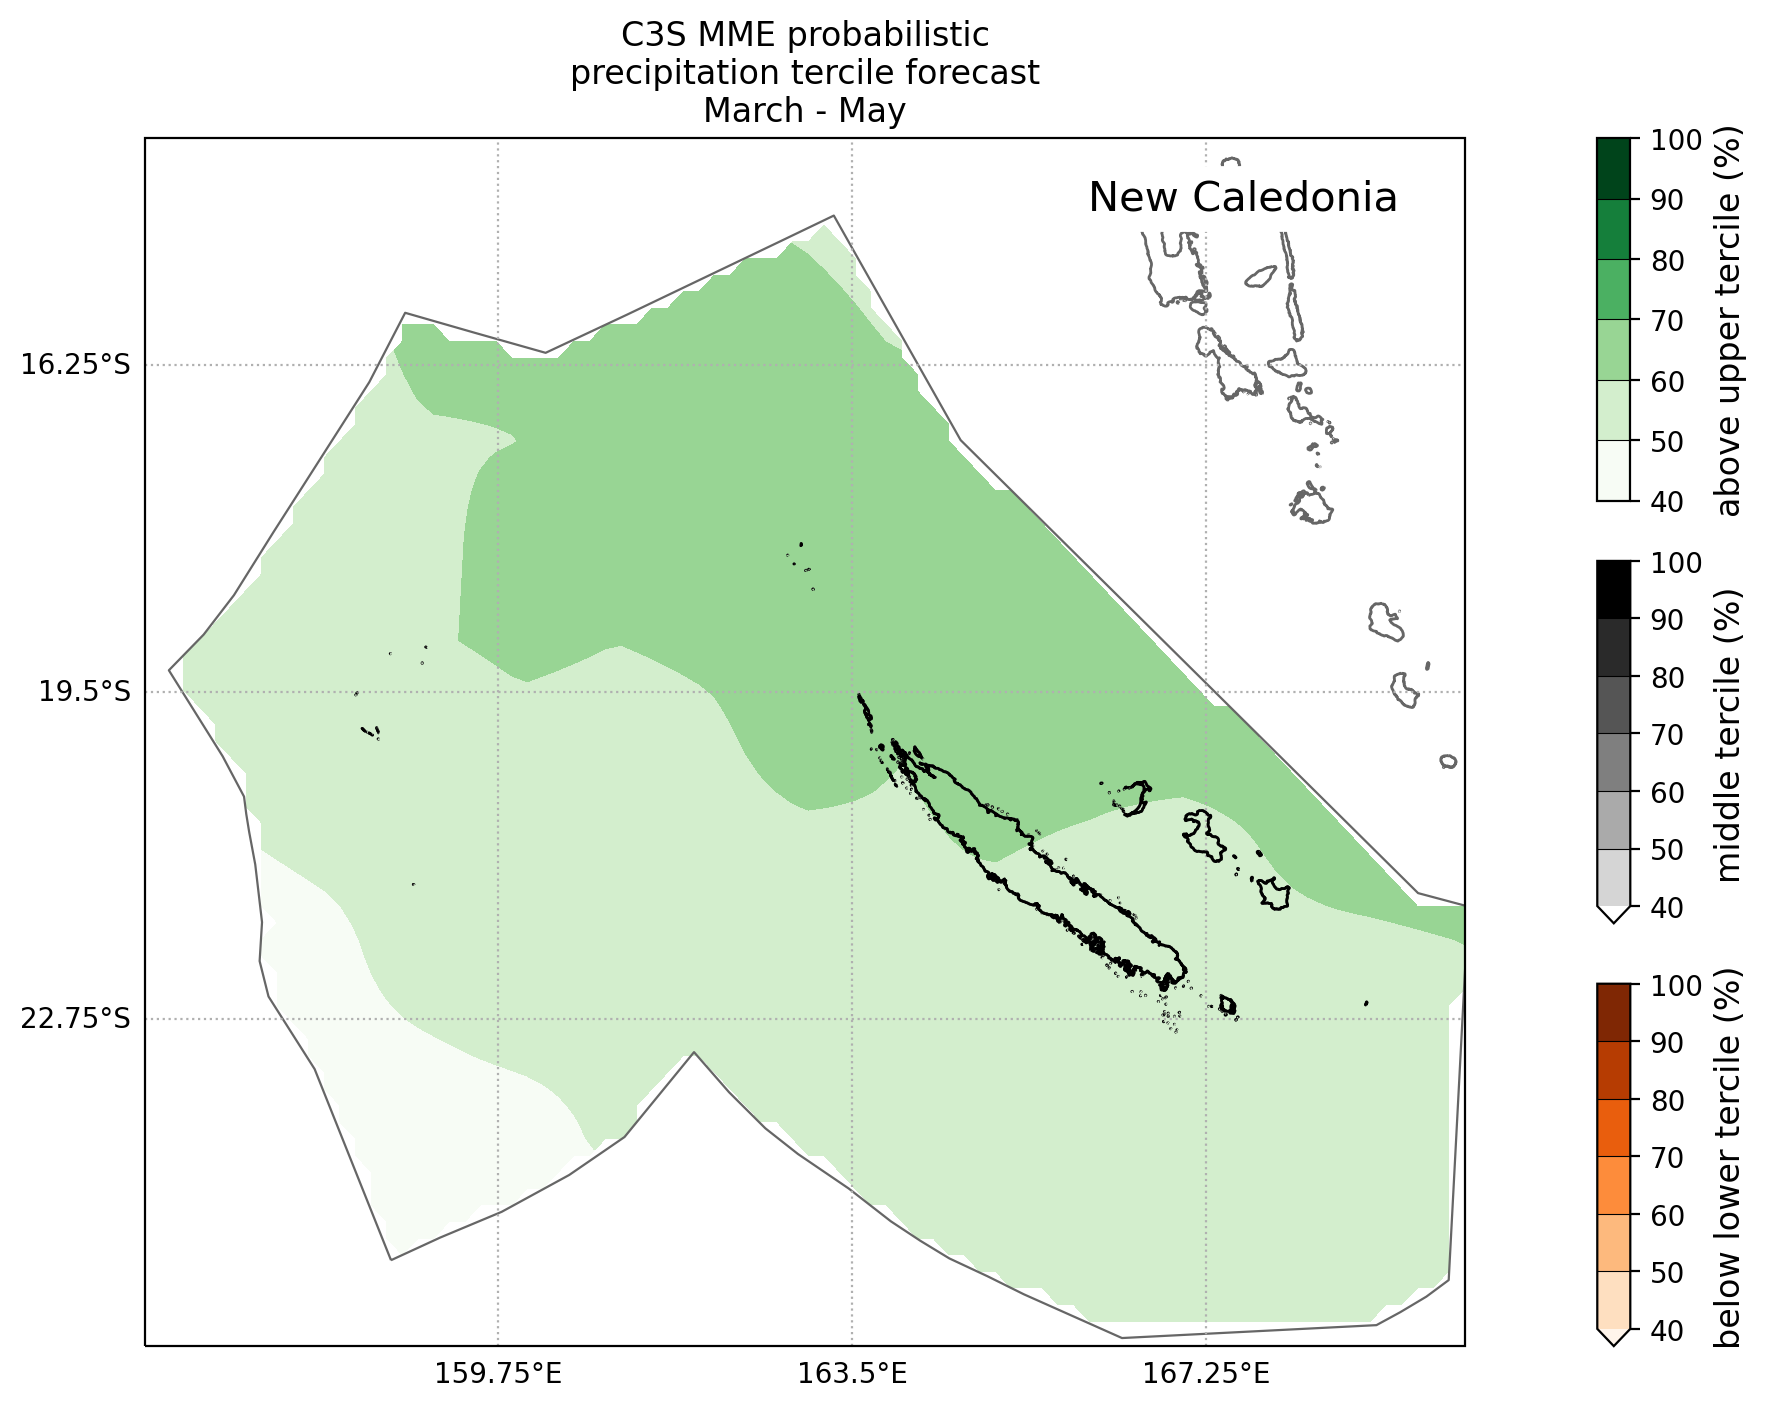 C3S MME probabilistic
precipitation tercile forecast
March - May
New Caledonia
16.25°S
19.5°S
22.75°S
159.75°E
163.5°E
167.25°E
100
90
80
70
60
50
40
above upper tercile (%)
100
90
80
70
60
50
40
middle tercile (%)
100
90
80
70
60
50
40
below lower tercile (%)